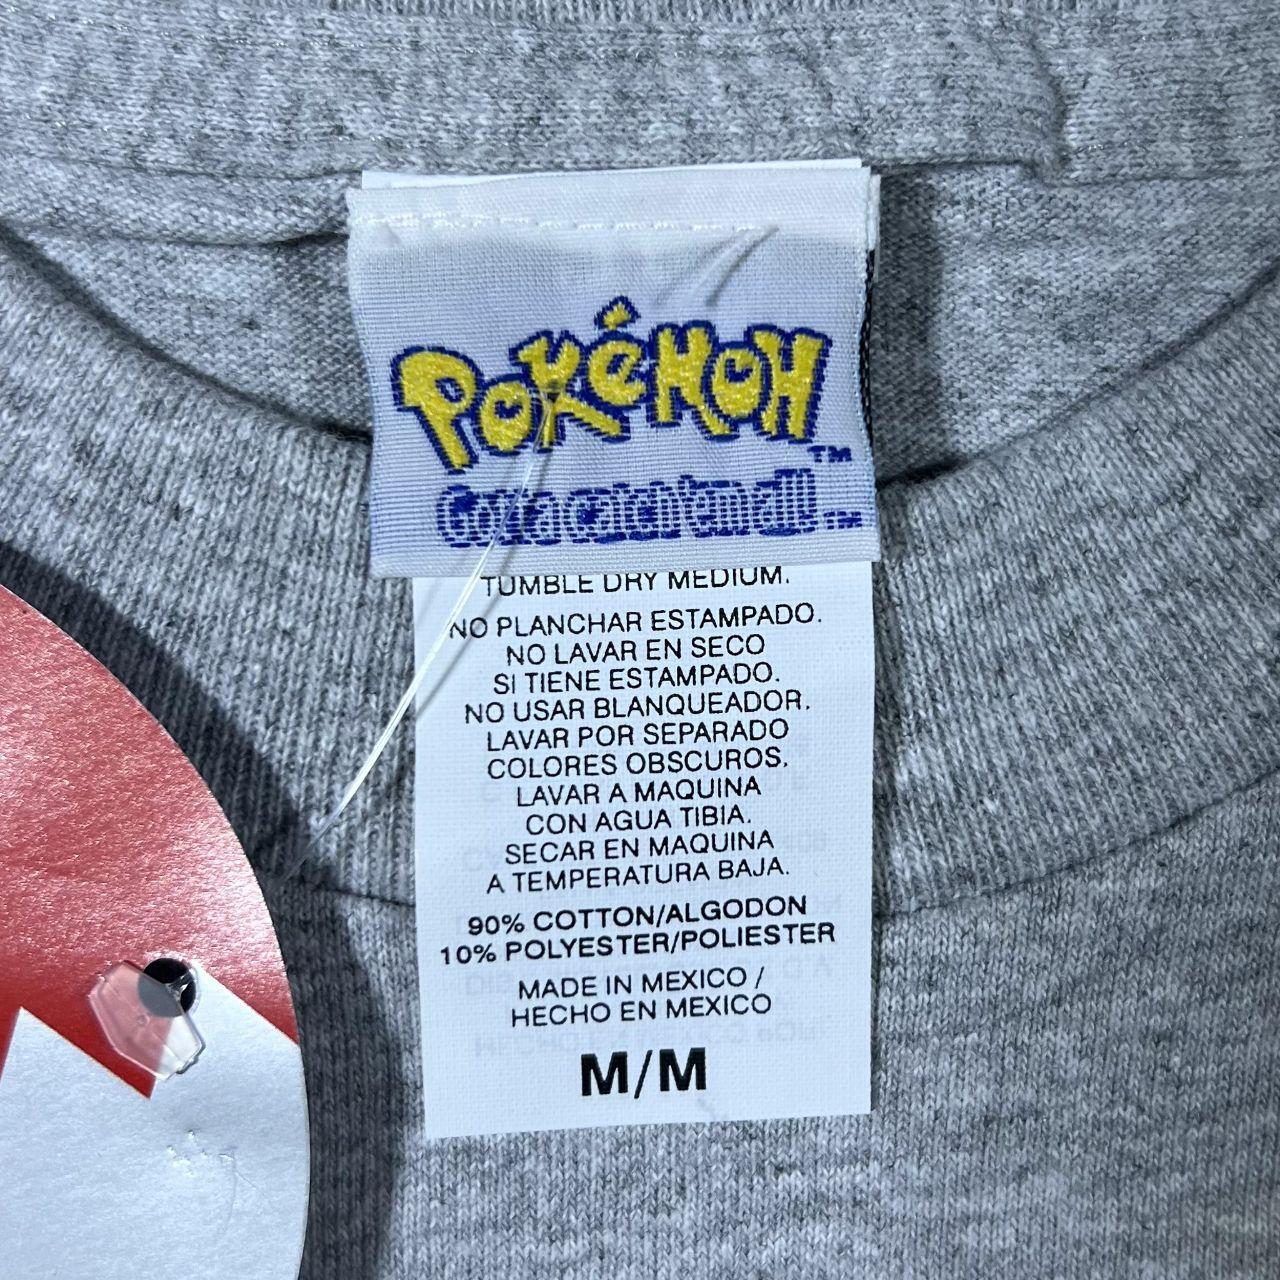 POKéMON
TM
Gotta catch 'em all!
TM
TUMBLE DRY MEDIUM.
NO PLANCHAR ESTAMPADO.
NO LAVAR EN SECO
SI TIENE ESTAMPADO.
NO USAR BLANQUEADOR.
LAVAR POR SEPARADO
COLORES OBSCUROS.
LAVAR A MAQUINA
CON AGUA TIBIA.
SECAR EN MAQUINA
A TEMPERATURA BAJA.
90% COTTON/ALGODON
10% POLYESTER/POLIESTER
MADE IN MEXICO /
HECHO EN MEXICO
M/M